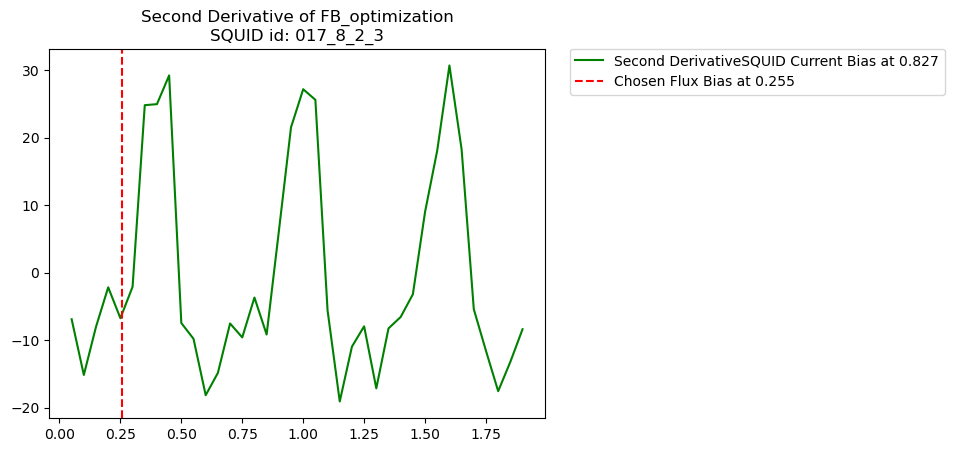 Second Derivative of FB_optimization
SQUID id: 017_8_2_3
Second DerivativeSQUID Current Bias at 0.827
Chosen Flux Bias at 0.255
30
20
10
0
−10
−20
0.00 0.25 0.50 0.75 1.00 1.25 1.50 1.75